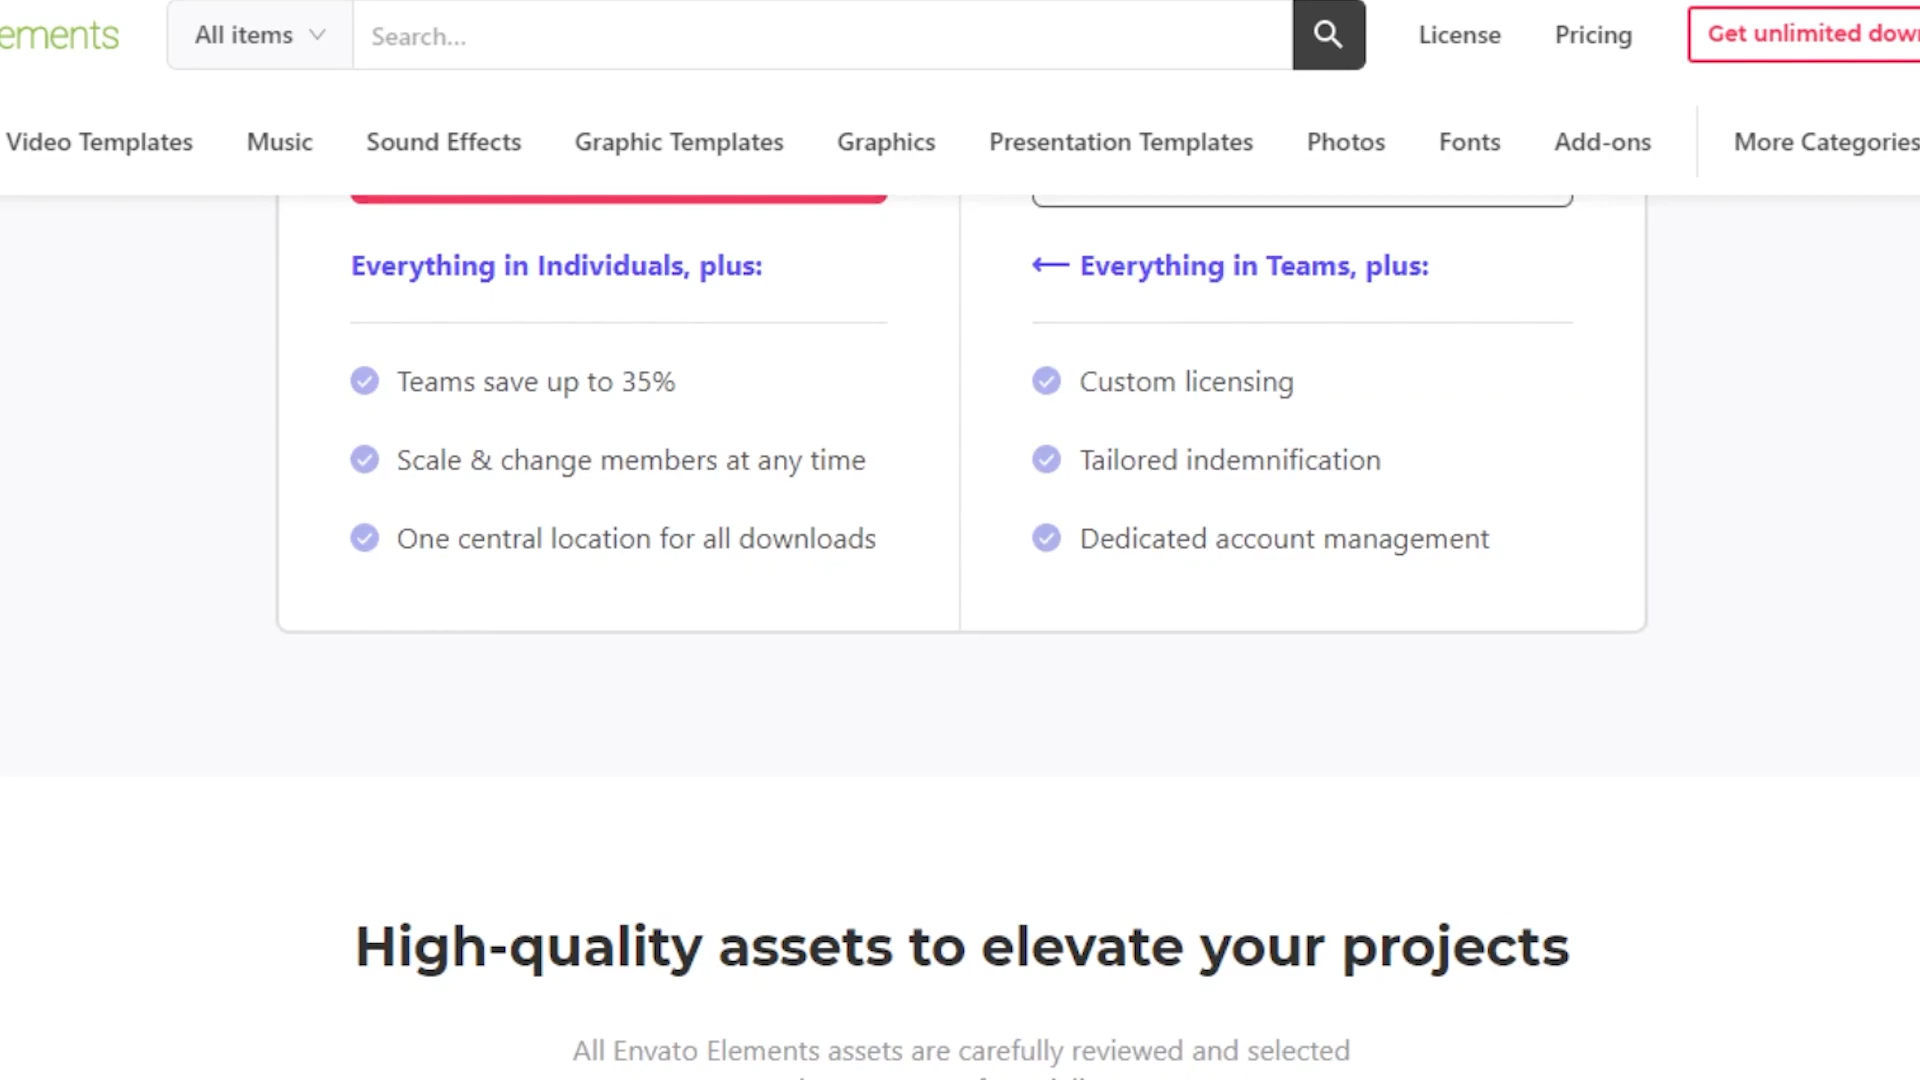 ements
All items
Search...
License
Pricing
Get unlimited dow
Video Templates
Music
Sound Effects
Graphic Templates
Graphics
Presentation Templates
Photos
Fonts
Add-ons
More Categories
Everything in Individuals, plus:
Teams save up to 35%
Scale & change members at any time
One central location for all downloads
⟵ Everything in Teams, plus:
Custom licensing
Tailored indemnification
Dedicated account management
High-quality assets to elevate your projects
All Envato Elements assets are carefully reviewed and selected